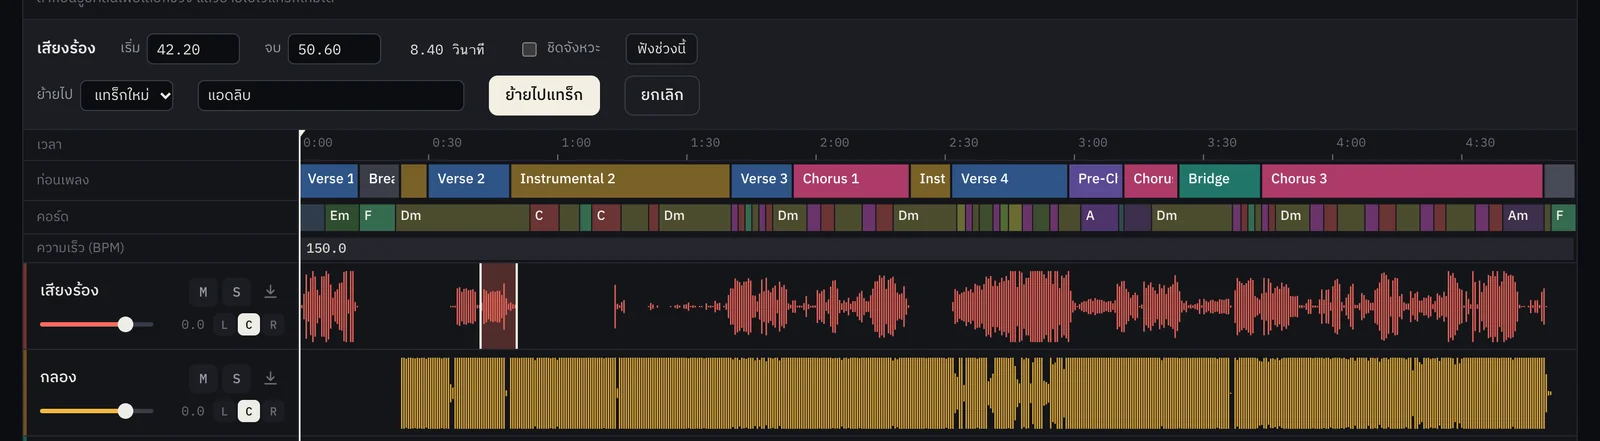 เสียงร้อง เริ่ม 42.20 จบ 50.60 8.40 วินาที ชิดจังหวะ ฟังช่วงนี้
ย้ายไป แทร็กใหม่ แอดลิบ ย้ายไปแทร็ก ยกเลิก
เวลา 0:00 0:30 1:00 1:30 2:00 2:30 3:00 3:30 4:00 4:30
ท่อนเพลง Verse 1 Brea Verse 2 Instrumental 2 Verse 3 Chorus 1 Inst Verse 4 Pre-Cl Choru Bridge Chorus 3
คอร์ด Em F Dm C C Dm Dm Dm A Dm Dm Am F
ความเร็ว (BPM) 150.0
เสียงร้อง M S
0.0 L C R
กลอง M S
0.0 L C R